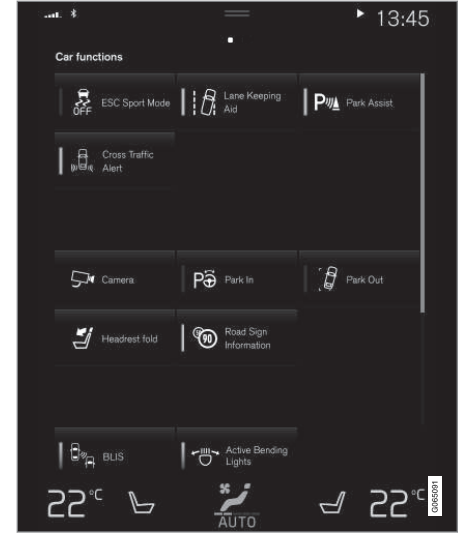 13:45
Car functions
OFF
ESC Sport Mode
Lane Keeping
Aid
P
Park Assist
Cross Traffic
Alert
Camera
P
Park In
Park Out
Headrest fold
90
Road Sign
Information
BLIS
Active Bending
Lights
22°C
AUTO
22°C
G065091